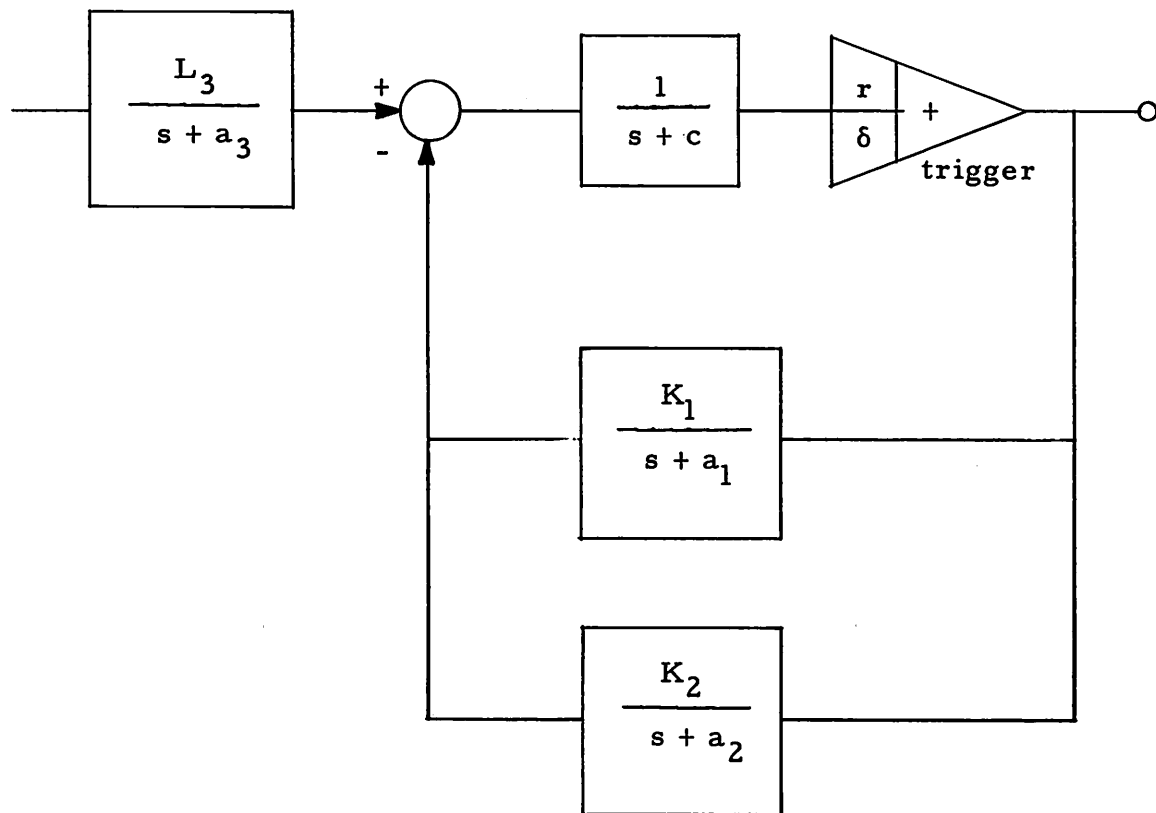 L3
s + a3
+
-
1
s + c
r
δ
+
trigger
K1
s + a1
K2
s + a2